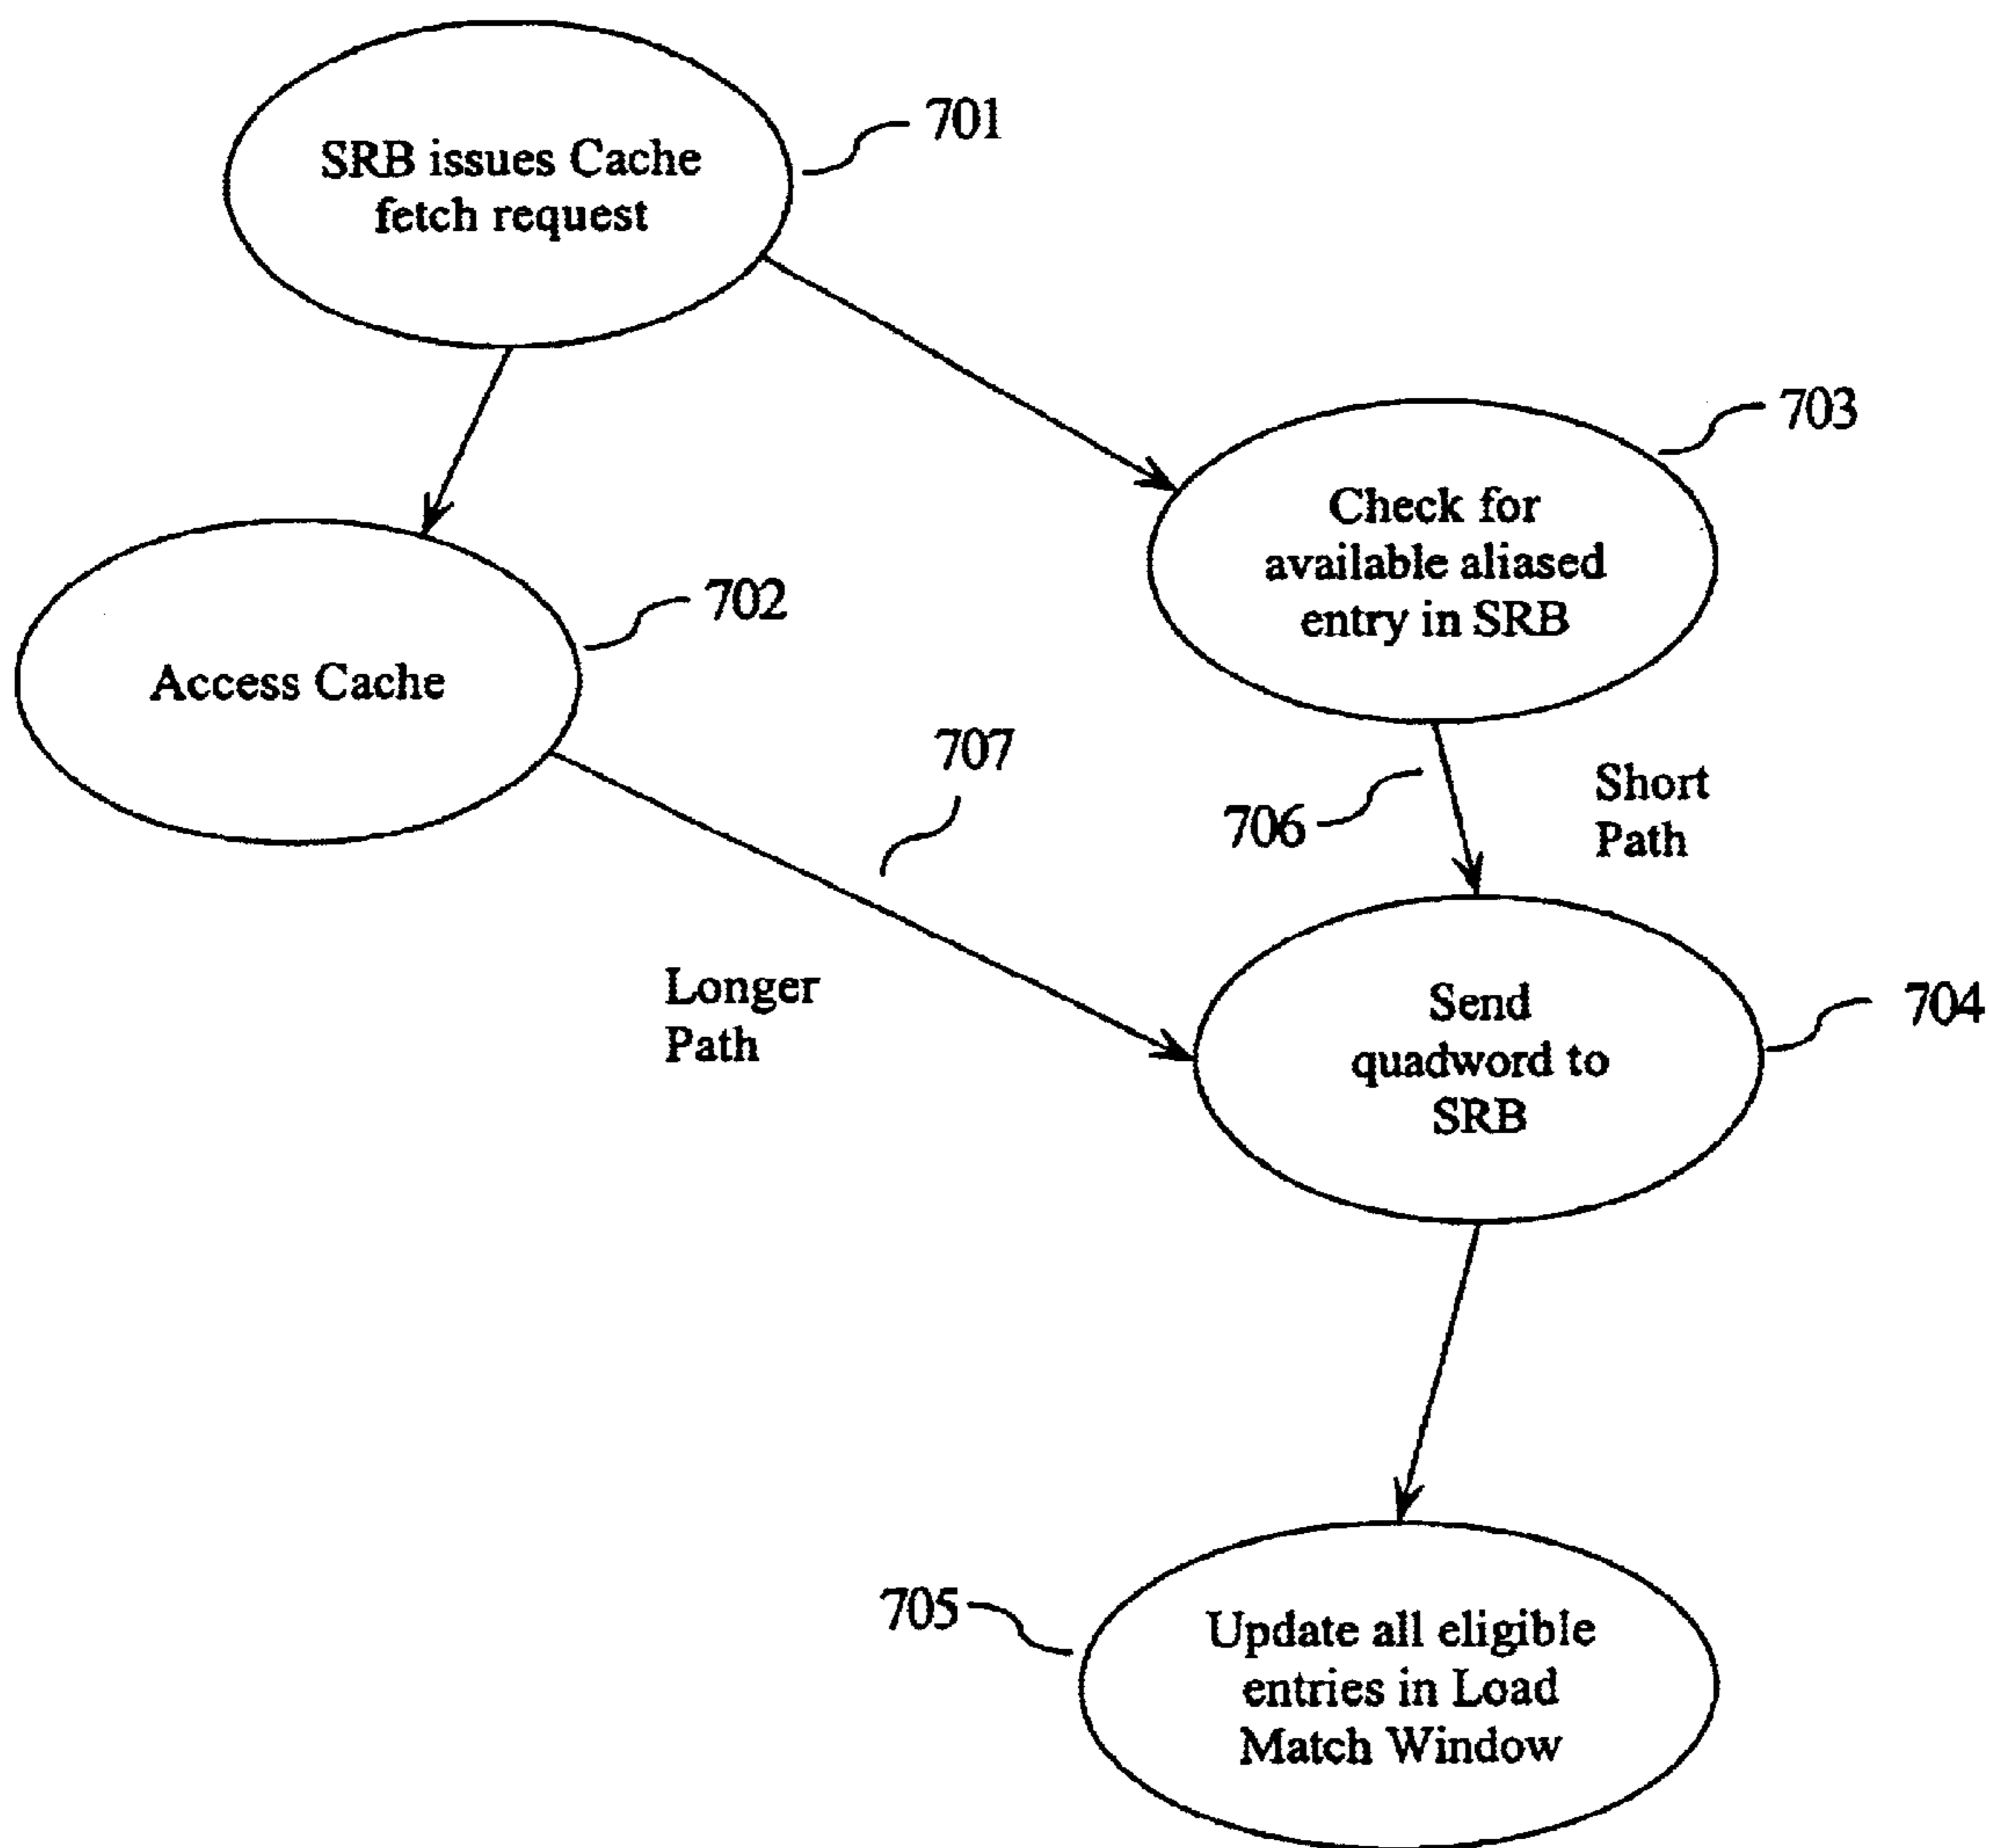 SRB issues Cache
fetch request
701
Check for
available aliased
entry in SRB
703
Access Cache
702
707
706
Short
Path
Longer
Path
Send
quadword to
SRB
704
705
Update all eligible
entries in Load
Match Window